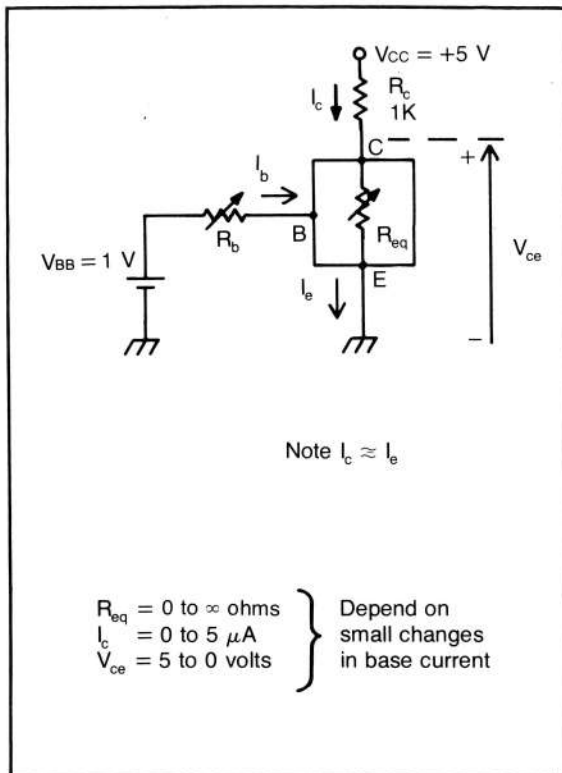 VCC = +5 V
Rc
1K
Ic
C
+
Ib
B
Rb
Req
Vce
VBB = 1 V
E
Ie
−
Note Ic ≈ Ie
Req = 0 to ∞ ohms
Ic = 0 to 5 μA
Vce = 5 to 0 volts
Depend on
small changes
in base current